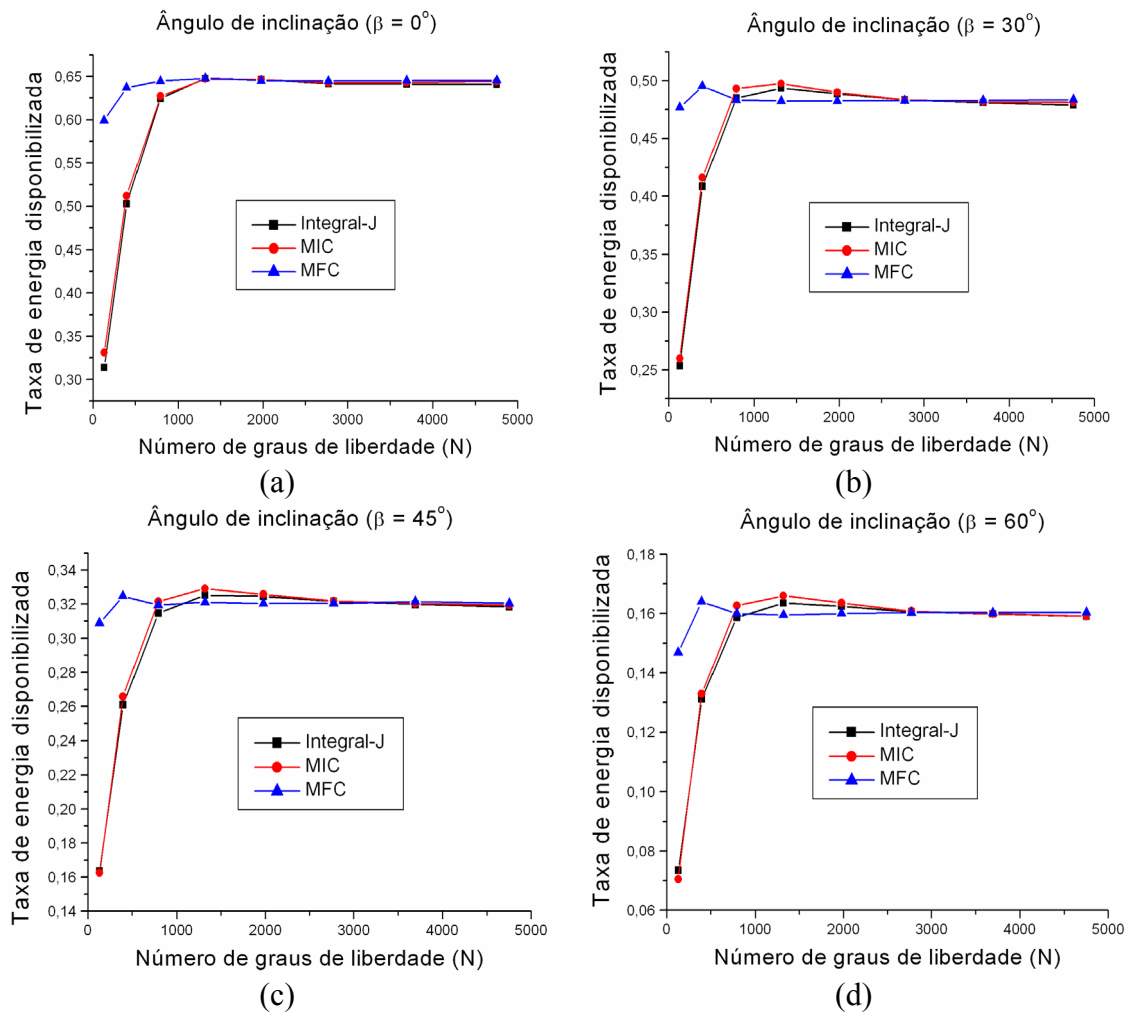 Ângulo de inclinação (β = 0°)
Taxa de energia disponibilizada
0,65
0,60
0,55
0,50
0,45
0,40
0,35
0,30
Integral-J
MIC
MFC
0 1000 2000 3000 4000 5000
Número de graus de liberdade (N)
(a)
Ângulo de inclinação (β = 30°)
Taxa de energia disponibilizada
0,50
0,45
0,40
0,35
0,30
0,25
Integral-J
MIC
MFC
0 1000 2000 3000 4000 5000
Número de graus de liberdade (N)
(b)
Ângulo de inclinação (β = 45°)
Taxa de energia disponibilizada
0,34
0,32
0,30
0,28
0,26
0,24
0,22
0,20
0,18
0,16
0,14
Integral-J
MIC
MFC
0 1000 2000 3000 4000 5000
Número de graus de liberdade (N)
(c)
Ângulo de inclinação (β = 60°)
Taxa de energia disponibilizada
0,18
0,16
0,14
0,12
0,10
0,08
0,06
Integral-J
MIC
MFC
0 1000 2000 3000 4000 5000
Número de graus de liberdade (N)
(d)